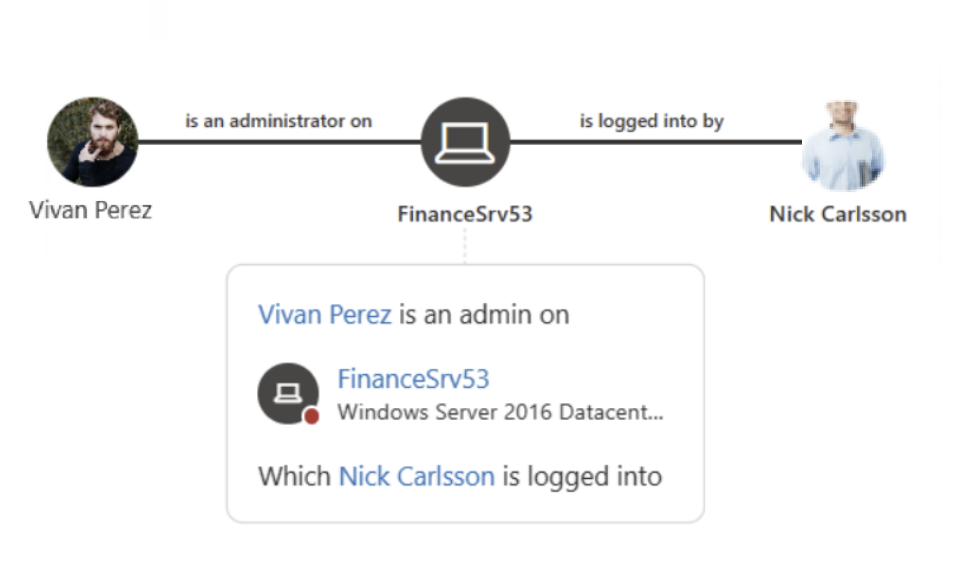 is an administrator on
is logged into by
Vivan Perez
FinanceSrv53
Nick Carlsson
Vivan Perez is an admin on
FinanceSrv53
Windows Server 2016 Datacent...
Which Nick Carlsson is logged into